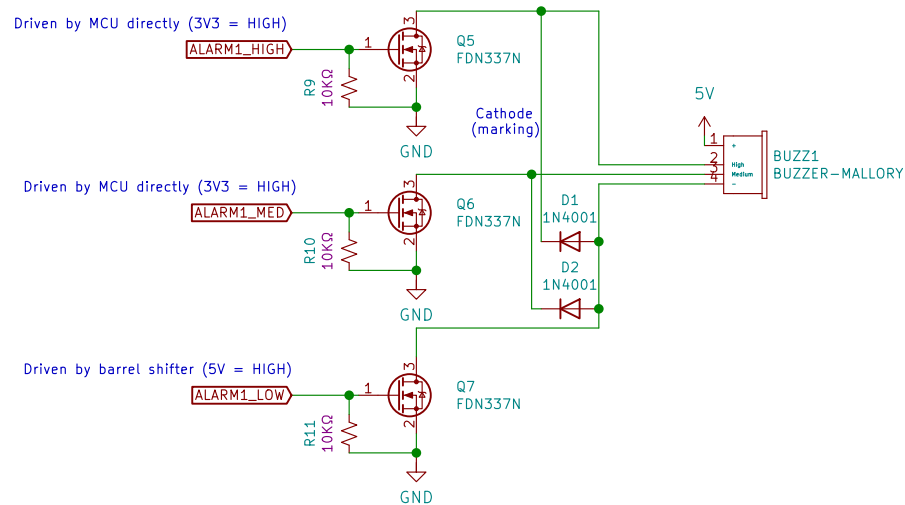 Driven by MCU directly (3V3 = HIGH)
ALARM1_HIGH
1
3
2
Q5
FDN337N
R9
10KΩ
GND
Cathode
(marking)
5V
1
2
3
4
+
High
Medium
-
BUZZ1
BUZZER-MALLORY
Driven by MCU directly (3V3 = HIGH)
ALARM1_MED
1
3
2
Q6
FDN337N
R10
10KΩ
GND
D1
1N4001
D2
1N4001
Driven by barrel shifter (5V = HIGH)
ALARM1_LOW
1
3
2
Q7
FDN337N
R11
10KΩ
GND